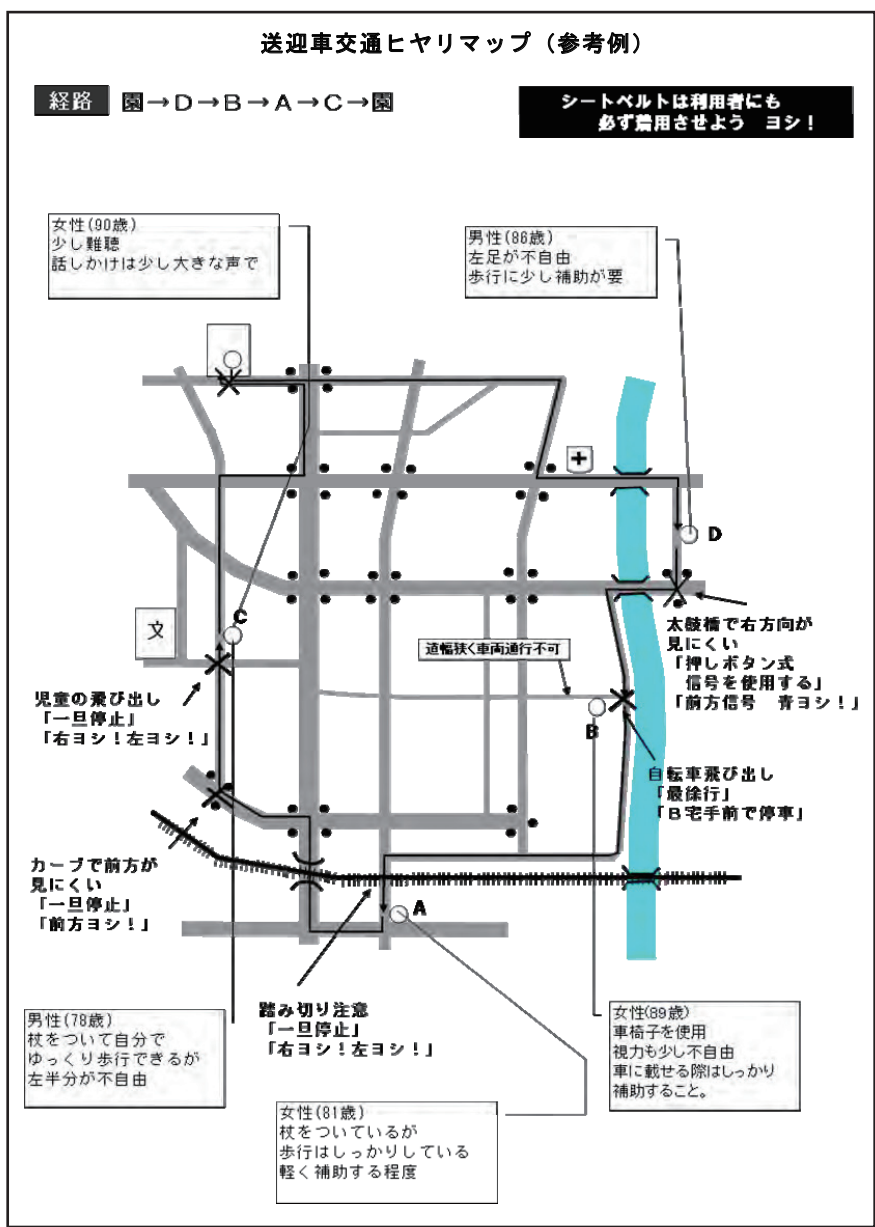 送迎車交通ヒヤリマップ（参考例）
経路 園→D→B→A→C→園
シートベルトは利用者にも
必ず着用させよう ヨシ！
女性(90歳)
少し難聴
話しかけは少し大きな声で
男性(86歳)
左足が不自由
歩行に少し補助が要
D
太鼓橋で右方向が
見にくい
「押しボタン式
信号を使用する」
「前方信号 青ヨシ！」
文
C
道幅狭く車両通行不可
児童の飛び出し
「一旦停止」
「右ヨシ！左ヨシ！」
B
自転車飛び出し
「最徐行」
「B宅手前で停車」
カーブで前方が
見にくい
「一旦停止」
「前方ヨシ！」
A
踏み切り注意
「一旦停止」
「右ヨシ！左ヨシ！」
男性(78歳)
杖をついて自分で
ゆっくり歩行できるが
左半分が不自由
女性(81歳)
杖をついているが
歩行はしっかりしている
軽く補助する程度
女性(89歳)
車椅子を使用
視力も少し不自由
車に載せる際はしっかり
補助すること。